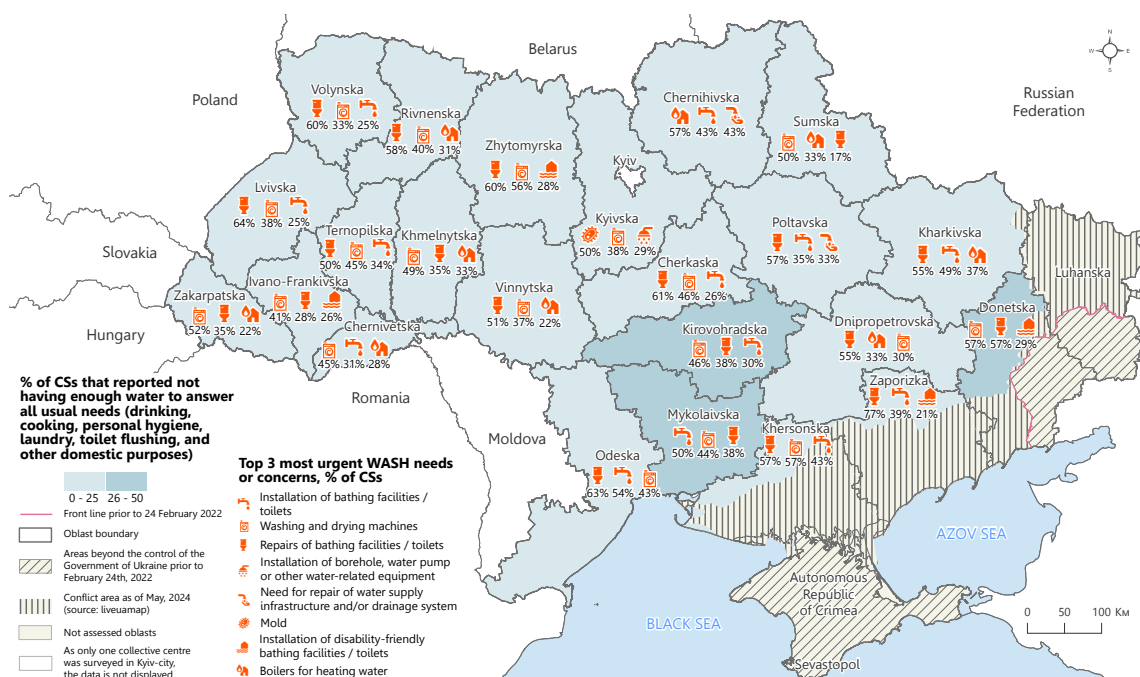 Belarus
Poland
Russian
Federation
Volynska
60% 33% 25%
Rivnenska
58% 40% 31%
Zhytomyrska
60% 56% 28%
Chernihivska
57% 43% 43%
Sumska
50% 33% 17%
Kyiv
Lvivska
64% 38% 25%
Ternopilska
50% 45% 34%
Khmelnytska
49% 35% 33%
Kyivska
50% 38% 29%
Poltavska
57% 35% 33%
Kharkivska
55% 49% 37%
Slovakia
Cherkaska
61% 46% 26%
Luhanska
Zakarpatska
52% 35% 22%
Ivano-Frankivska
41% 28% 26%
Vinnytska
51% 37% 22%
Hungary
Chernivetska
45% 31% 28%
Kirovohradska
46% 38% 30%
Dnipropetrovska
55% 33% 30%
Donetska
57% 57% 29%
Romania
Moldova
Zaporizka
77% 39% 21%
Mykolaivska
50% 44% 38%
Khersonska
57% 57% 43%
Odeska
63% 54% 43%
AZOV SEA
BLACK SEA
Autonomous
Republic
of Crimea
Sevastopol
N
W
E
S
0 50 100 KM
% of CSs that reported not
having enough water to answer
all usual needs (drinking,
cooking, personal hygiene,
laundry, toilet flushing, and
other domestic purposes)
0 - 25 26 - 50
Front line prior to 24 February 2022
Oblast boundary
Areas beyond the control of the
Government of Ukraine prior to
February 24th, 2022
Conflict area as of May, 2024
(source: liveuamap)
Not assessed oblasts
As only one collective centre
was surveyed in Kyiv-city,
the data is not displayed
Top 3 most urgent WASH needs
or concerns, % of CSs
Installation of bathing facilities /
toilets
Washing and drying machines
Repairs of bathing facilities / toilets
Installation of borehole, water pump
or other water-related equipment
Need for repair of water supply
infrastructure and/or drainage system
Mold
Installation of disability-friendly
bathing facilities / toilets
Boilers for heating water